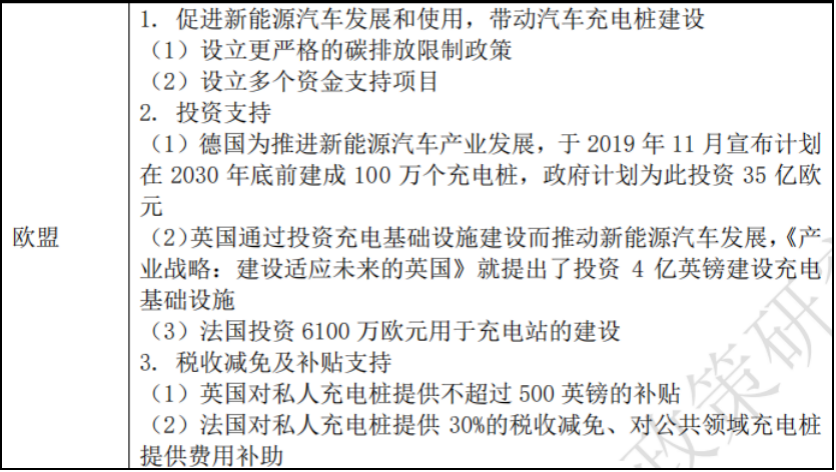 1. 促进新能源汽车发展和使用，带动汽车充电桩建设
（1）设立更严格的碳排放限制政策
（2）设立多个资金支持项目
2. 投资支持
（1）德国为推进新能源汽车产业发展，于 2019 年 11 月宣布计划
在 2030 年底前建成 100 万个充电桩，政府计划为此投资 35 亿欧
元
欧盟
（2）英国通过投资充电基础设施建设而推动新能源汽车发展，《产
业战略：建设适应未来的英国》就提出了投资 4 亿英镑建设充电
基础设施
（3）法国投资 6100 万欧元用于充电站的建设
3. 税收减免及补贴支持
（1）英国对私人充电桩提供不超过 500 英镑的补贴
（2）法国对私人充电桩提供 30%的税收减免、对公共领域充电桩
提供费用补助
政策研